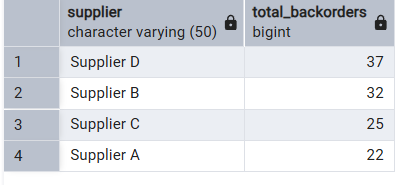 supplier total_backorders
character varying (50) bigint
1 Supplier D 37
2 Supplier B 32
3 Supplier C 25
4 Supplier A 22